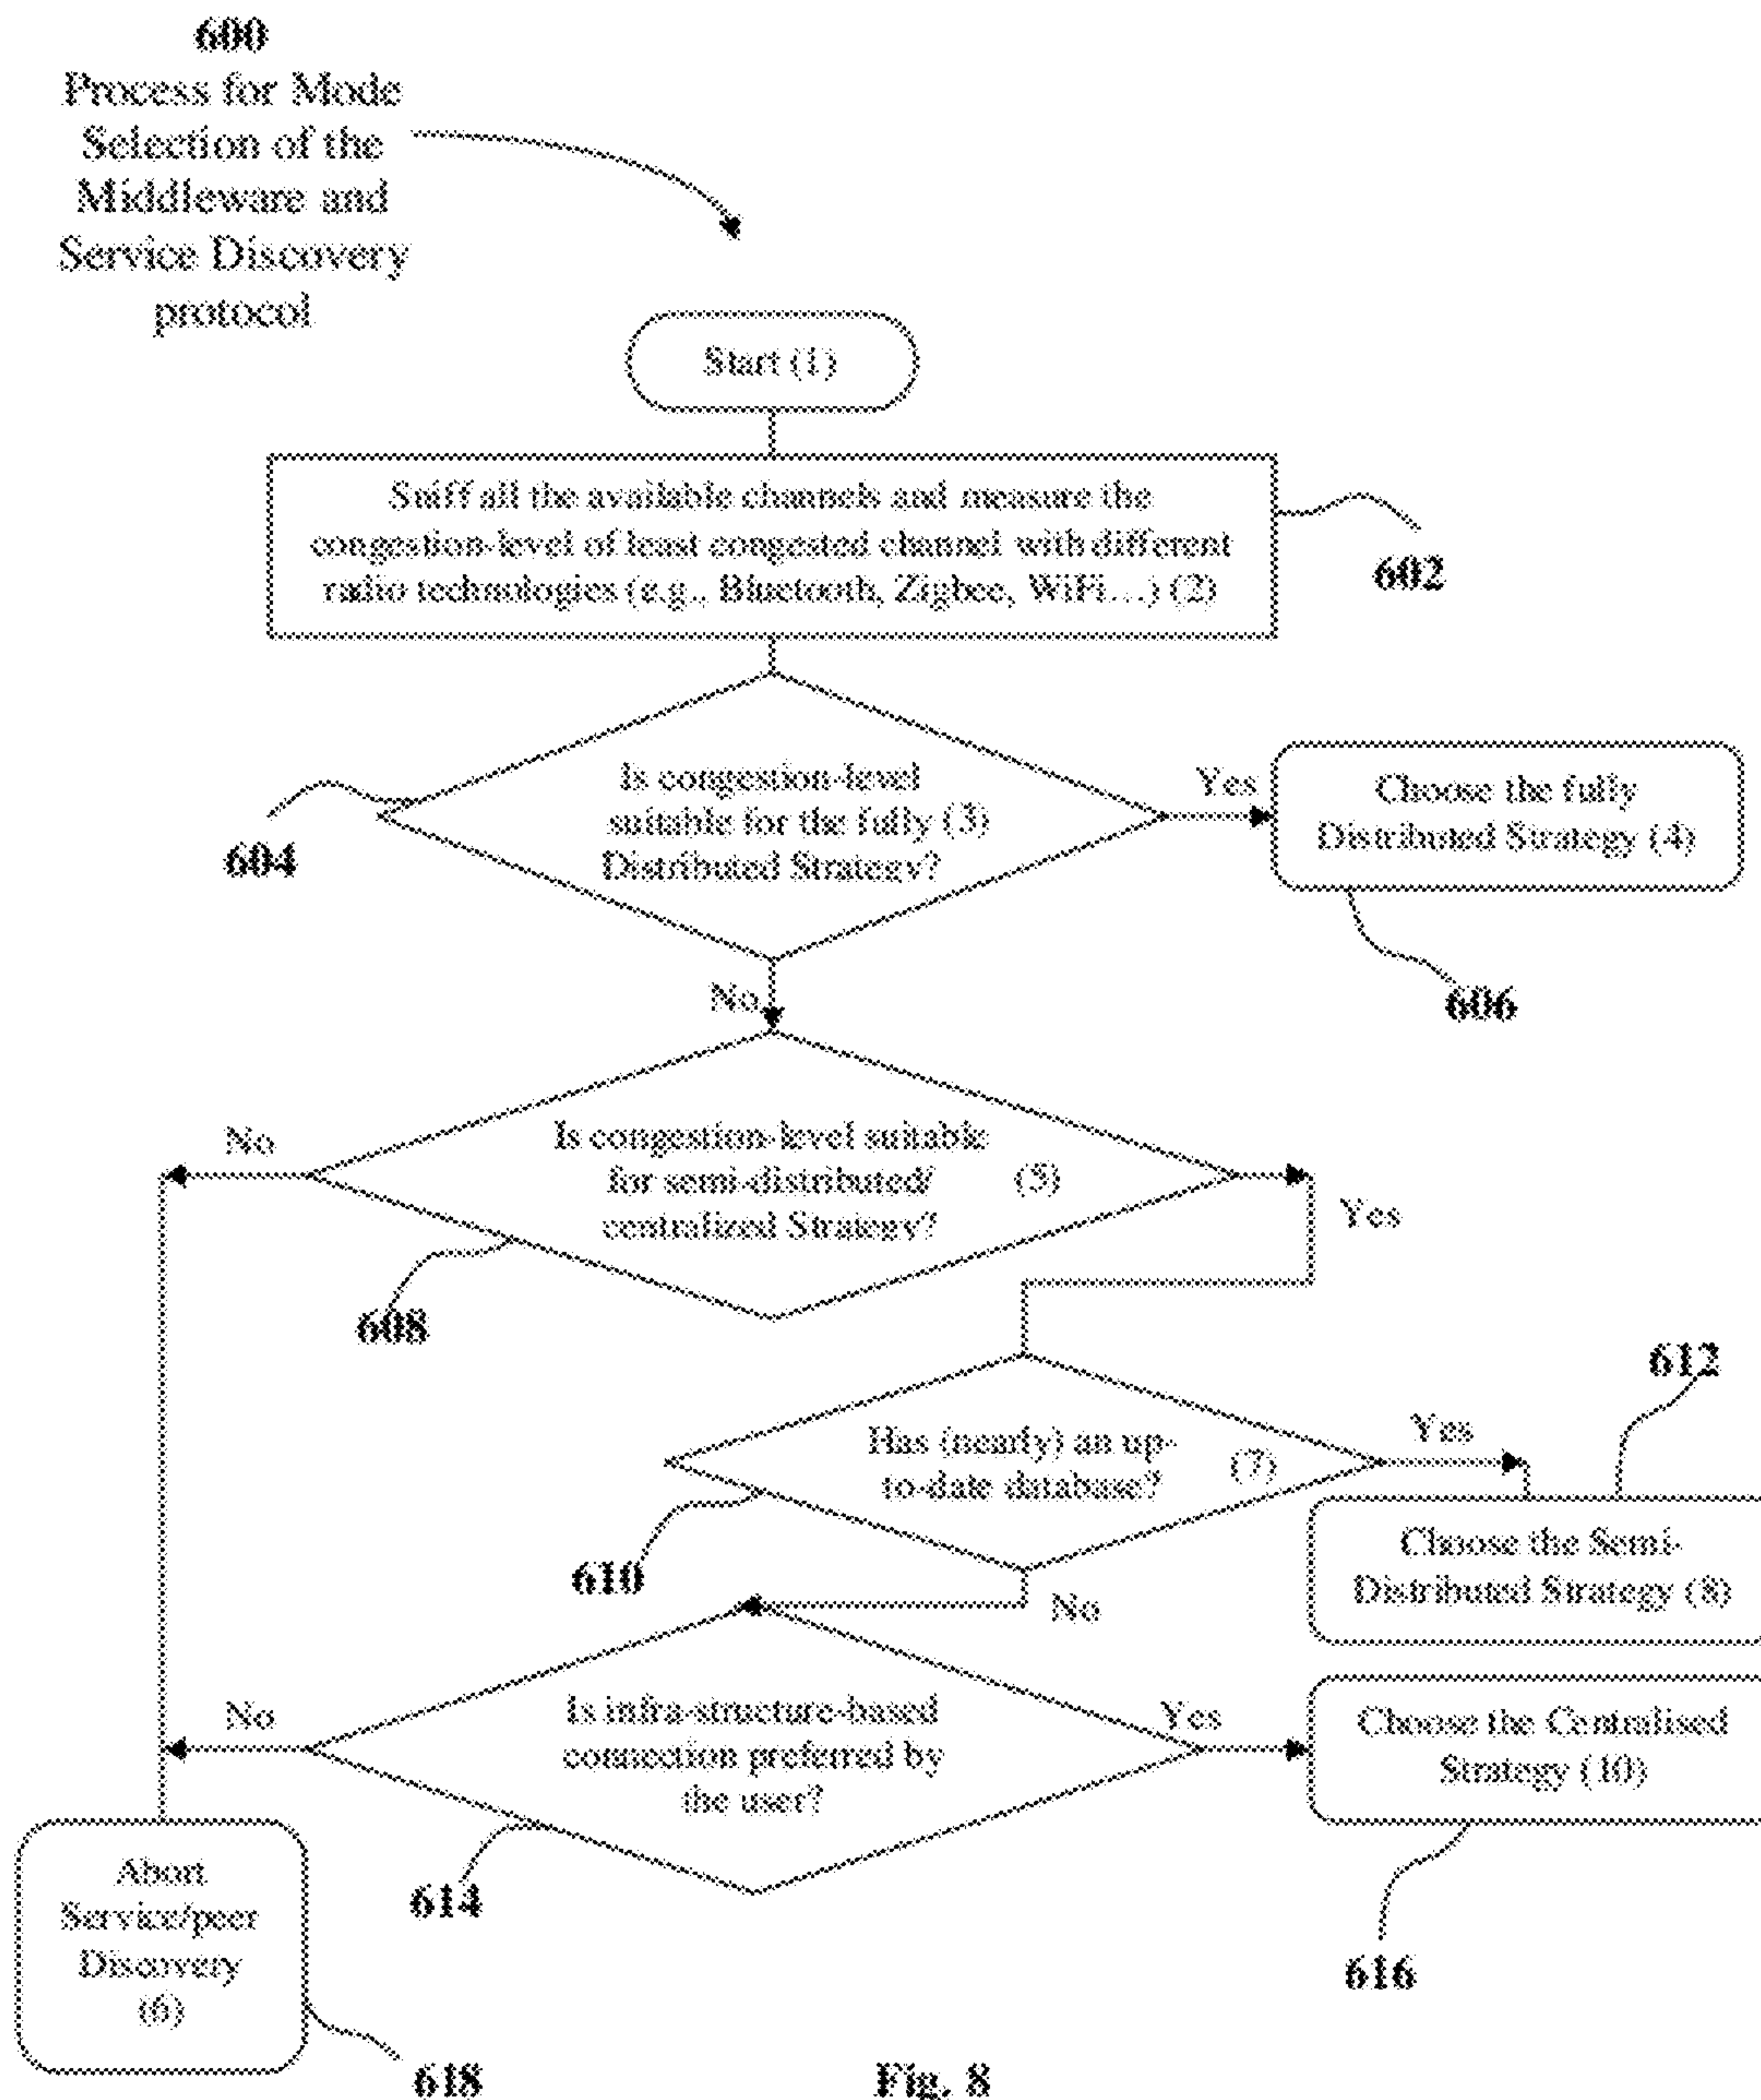 600
Process for Mode
Selection of the
Middleware and
Service Discovery
protocol
Start (1)
Sniff all the available channels and measure the
congestion-level of least congested channel with different
radio technologies (e.g., Bluetooth, Zigbee, WiFi…) (2)
602
Is congestion-level
suitable for the fully (3)
Distributed Strategy?
604
Yes
Choose the fully
Distributed Strategy (4)
606
No
Is congestion-level suitable
for semi-distributed/ (5)
centralized Strategy?
No
Yes
608
612
Has (nearly) an up-
to-date database? (7)
Yes
610
Choose the Semi-
Distributed Strategy (8)
No
Is infra-structure-based
connection preferred by
the user?
No
Yes
Choose the Centralised
Strategy (10)
614
616
Abort
Service/peer
Discovery
(6)
618
Fig. 8